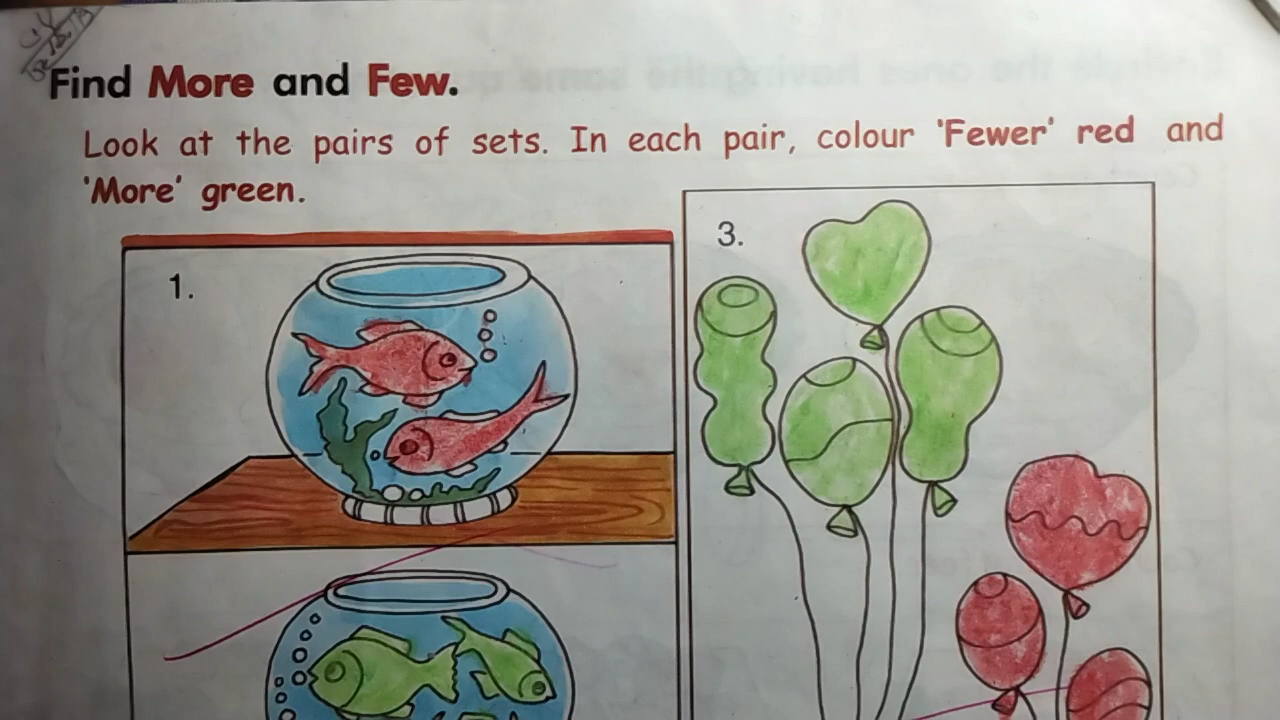 Find More and Few.
Look at the pairs of sets. In each pair, colour 'Fewer' red and
'More' green.
1.
3.